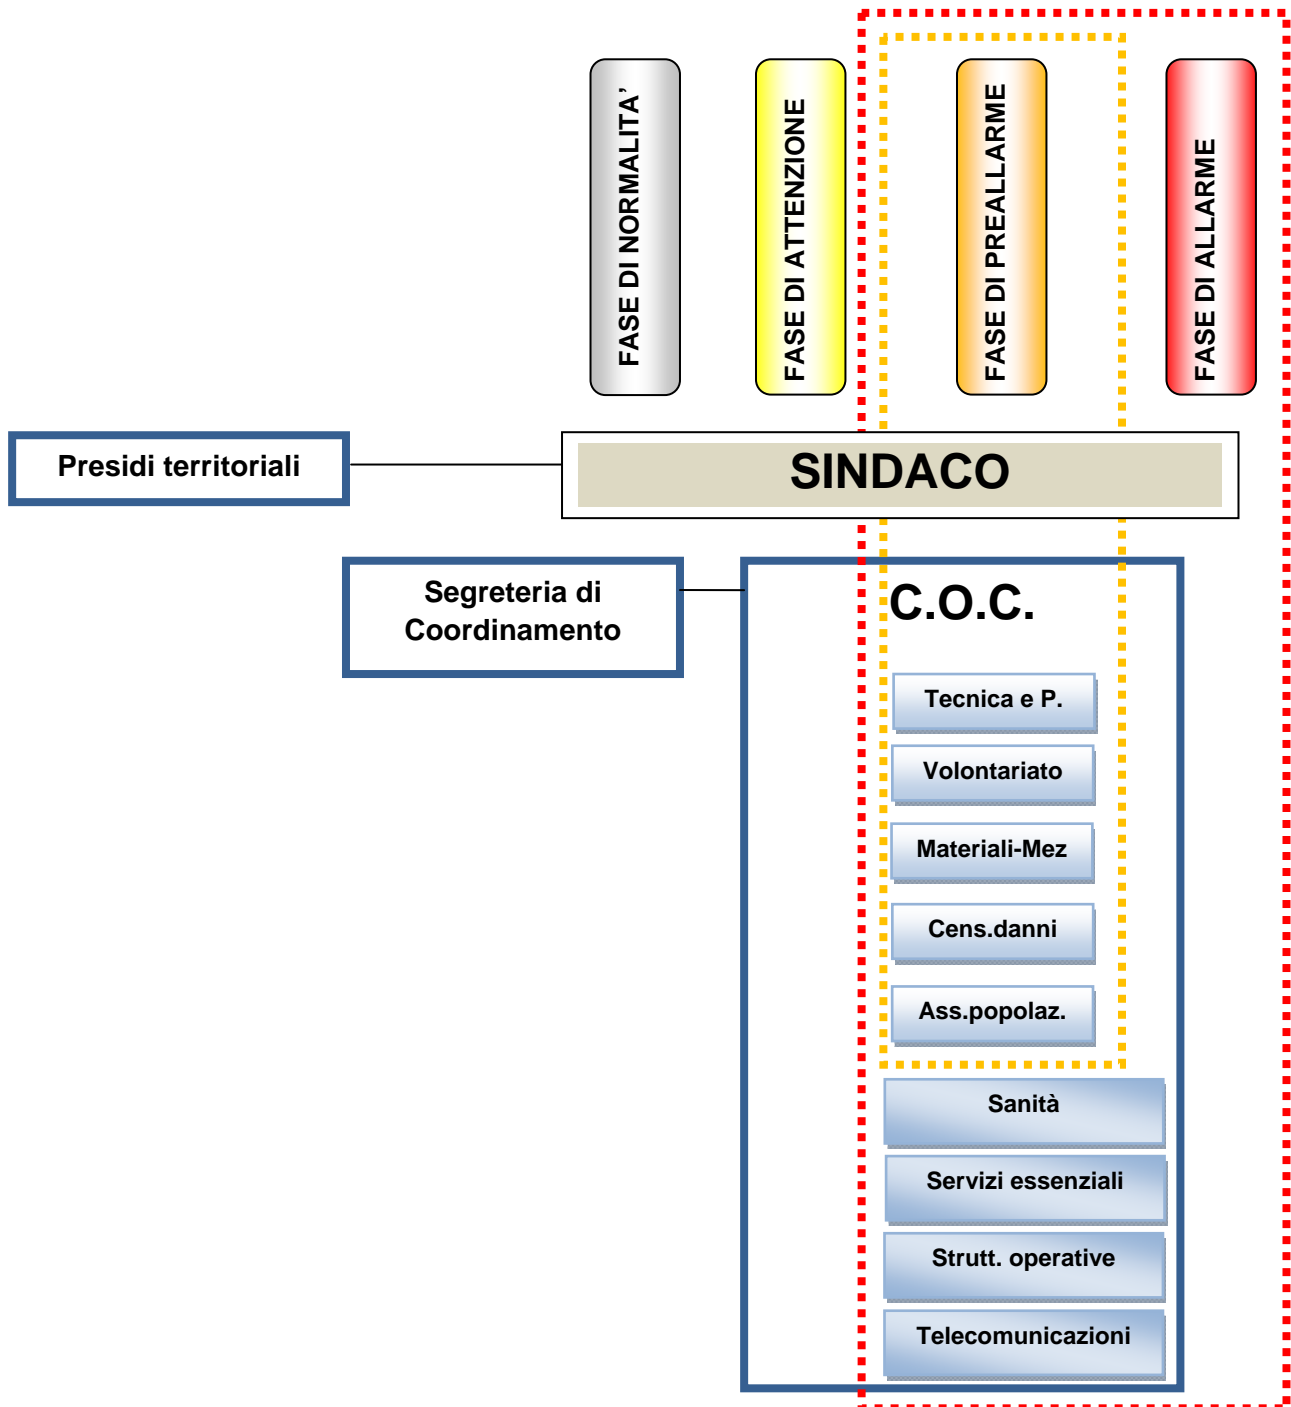 FASE DI NORMALITA’
FASE DI ATTENZIONE
FASE DI PREALLARME
FASE DI ALLARME
Presidi territoriali
SINDACO
Segreteria di
Coordinamento
C.O.C.
Tecnica e P.
Volontariato
Materiali-Mez
Cens.danni
Ass.popolaz.
Sanità
Servizi essenziali
Strutt. operative
Telecomunicazioni